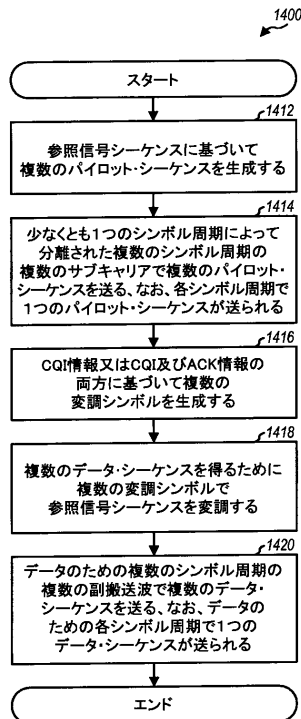 1400
スタート
1412
参照信号シーケンスに基づいて
複数のパイロット・シーケンスを生成する
1414
少なくとも1つのシンボル周期によって
分離された複数のシンボル周期の
複数のサブキャリアで複数のパイロット・
シーケンスを送る、なお、各シンボル周期で
1つのパイロット・シーケンスが送られる
1416
CQI情報又はCQI及びACK情報の
両方に基づいて複数の
変調シンボルを生成する
1418
複数のデータ・シーケンスを得るために
複数の変調シンボルで
参照信号シーケンスを変調する
1420
データのための複数のシンボル周期の
複数の副搬送波で複数のデータ・
シーケンスを送る、なお、データの
ための各シンボル周期で1つの
データ・シーケンスが送られる
エンド